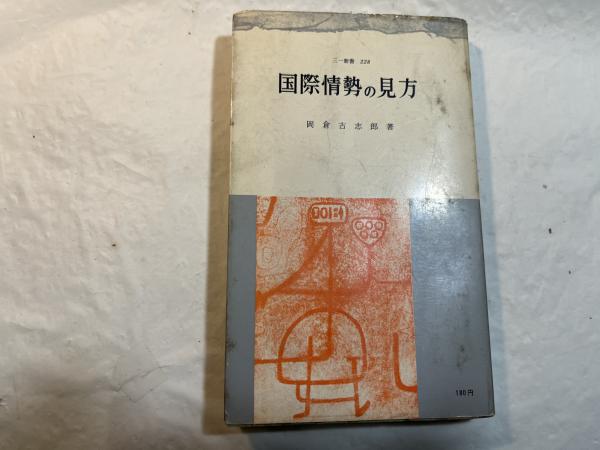 三一新書 228
国際情勢の見方
岡倉古志郎著
180円